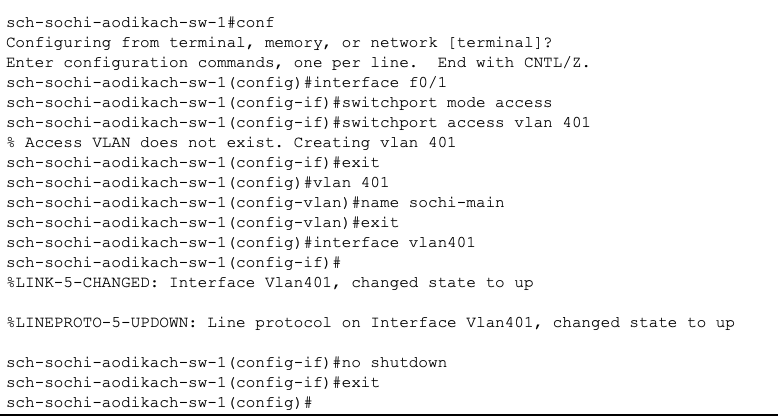 sch-sochi-aodikach-sw-1#conf
Configuring from terminal, memory, or network [terminal]?
Enter configuration commands, one per line.  End with CNTL/Z.
sch-sochi-aodikach-sw-1(config)#interface f0/1
sch-sochi-aodikach-sw-1(config-if)#switchport mode access
sch-sochi-aodikach-sw-1(config-if)#switchport access vlan 401
% Access VLAN does not exist. Creating vlan 401
sch-sochi-aodikach-sw-1(config-if)#exit
sch-sochi-aodikach-sw-1(config)#vlan 401
sch-sochi-aodikach-sw-1(config-vlan)#name sochi-main
sch-sochi-aodikach-sw-1(config-vlan)#exit
sch-sochi-aodikach-sw-1(config)#interface vlan401
sch-sochi-aodikach-sw-1(config-if)#
%LINK-5-CHANGED: Interface Vlan401, changed state to up
%LINEPROTO-5-UPDOWN: Line protocol on Interface Vlan401, changed state to up
sch-sochi-aodikach-sw-1(config-if)#no shutdown
sch-sochi-aodikach-sw-1(config-if)#exit
sch-sochi-aodikach-sw-1(config)#